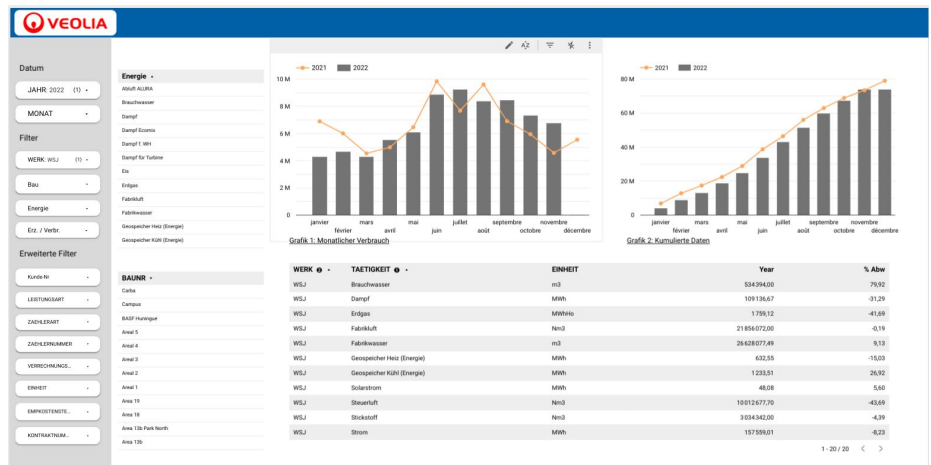 VEOLIA
Datum
JAHR: 2022 (1)
MONAT
Filter
WERK: WSJ (1)
Bau
Energie
Erz. / Verbr.
Erweiterte Filter
Kunde-Nr
LEISTUNGSART
ZAEHLERART
ZAEHLERNUMMER
VERRECHNUNGS...
EINHEIT
EMPKOSTENSTE...
KONTRAKTNUM...
Energie
Abluft ALURA
Brauchwasser
Dampf
Dampf Ecomis
Dampf f. WH
Dampf für Turbine
Eis
Erdgas
Fabrikluft
Fabrikwasser
Geospeicher Heiz (Energie)
Geospeicher Kühl (Energie)
BAUNR
Carba
Campus
BASF Huningue
Areal 5
Areal 4
Areal 3
Areal 2
Areal 1
Area 19
Area 18
Area 13b Park North
Area 13b
2021 2022
10 M
8 M
6 M
4 M
2 M
0
janvier mars mai juillet septembre novembre
février avril juin août octobre décembre
Grafik 1: Monatlicher Verbrauch
2021 2022
80 M
60 M
40 M
20 M
0
janvier mars mai juillet septembre novembre
février avril juin août octobre décembre
Grafik 2: Kumulierte Daten
WERK TAETIGKEIT EINHEIT Year % Abw
WSJ Brauchwasser m3 534 394,00 79,92
WSJ Dampf MWh 109 136,67 -31,29
WSJ Erdgas MWhHo 1 759,12 -41,69
WSJ Fabrikluft Nm3 21 856 072,00 -0,19
WSJ Fabrikwasser m3 26 628 077,49 9,13
WSJ Geospeicher Heiz (Energie) MWh 632,55 -15,03
WSJ Geospeicher Kühl (Energie) MWh 1 233,51 26,92
WSJ Solarstrom MWh 48,08 5,60
WSJ Steuerluft Nm3 10 012 677,70 -43,69
WSJ Stickstoff Nm3 3 034 342,00 -4,39
WSJ Strom MWh 157 559,01 -8,23
1 - 20 / 20